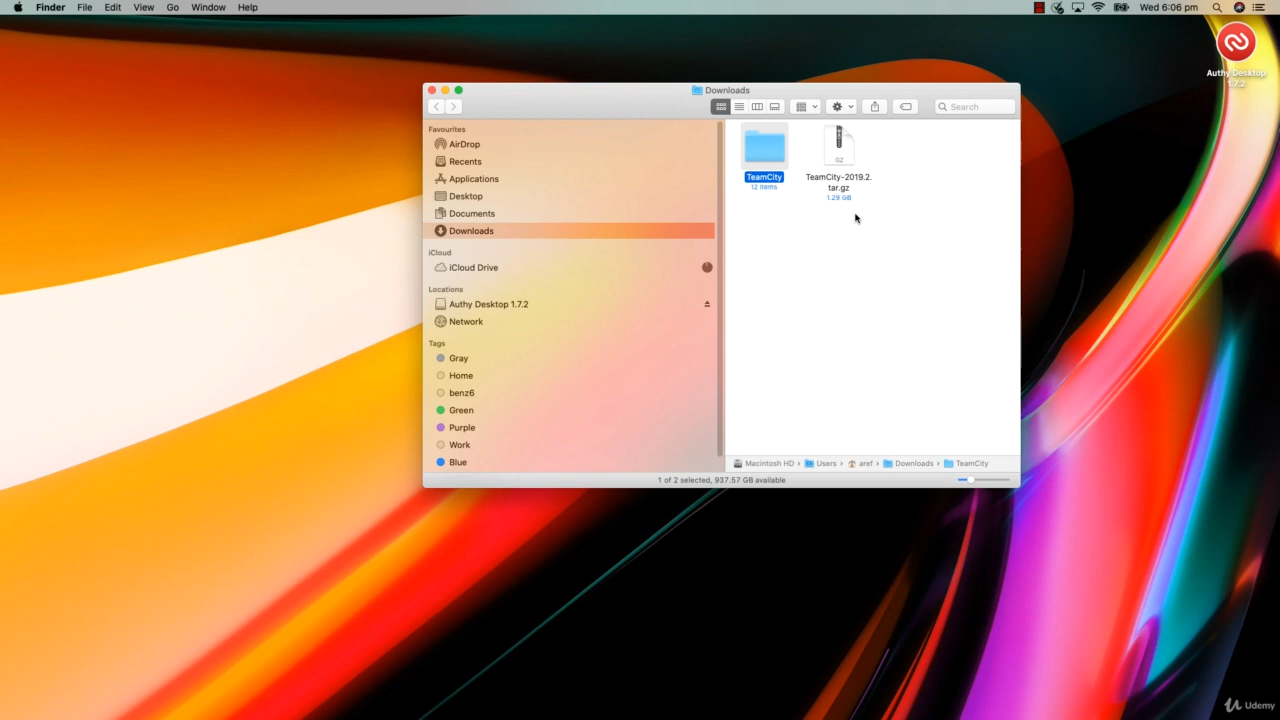 Finder File Edit View Go Window Help
Wed 6:06 pm
Authy Desktop
1.7.2
Downloads
Search
Favourites
AirDrop
Recents
Applications
Desktop
Documents
Downloads
iCloud
iCloud Drive
Locations
Authy Desktop 1.7.2
Network
Tags
Gray
Home
benz6
Green
Purple
Work
Blue
TeamCity
12 items
GZ
TeamCity-2019.2.
tar.gz
1.29 GB
Macintosh HD › Users › aref › Downloads › TeamCity
1 of 2 selected, 937.57 GB available
Udemy